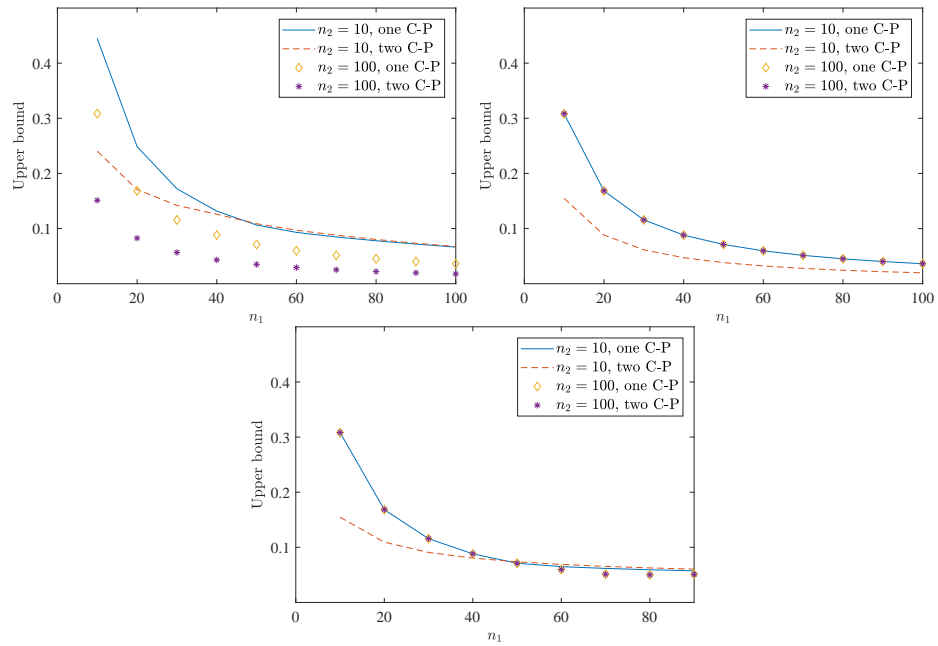 n₂ = 10, one C-P
n₂ = 10, two C-P
n₂ = 100, one C-P
n₂ = 100, two C-P
Upper bound
0.4
0.3
0.2
0.1
0 20 40 60 80 100
n₁
n₂ = 10, one C-P
n₂ = 10, two C-P
n₂ = 100, one C-P
n₂ = 100, two C-P
Upper bound
0.4
0.3
0.2
0.1
0 20 40 60 80 100
n₁
n₂ = 10, one C-P
n₂ = 10, two C-P
n₂ = 100, one C-P
n₂ = 100, two C-P
Upper bound
0.4
0.3
0.2
0.1
0 20 40 60 80
n₁